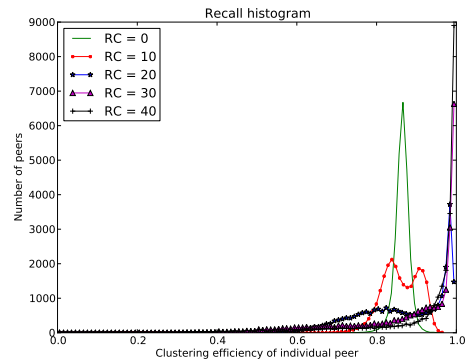 Recall histogram
Number of peers
9000
8000
7000
6000
5000
4000
3000
2000
1000
0
RC = 0
RC = 10
RC = 20
RC = 30
RC = 40
0.0
0.2
0.4
0.6
0.8
1.0
Clustering efficiency of individual peer